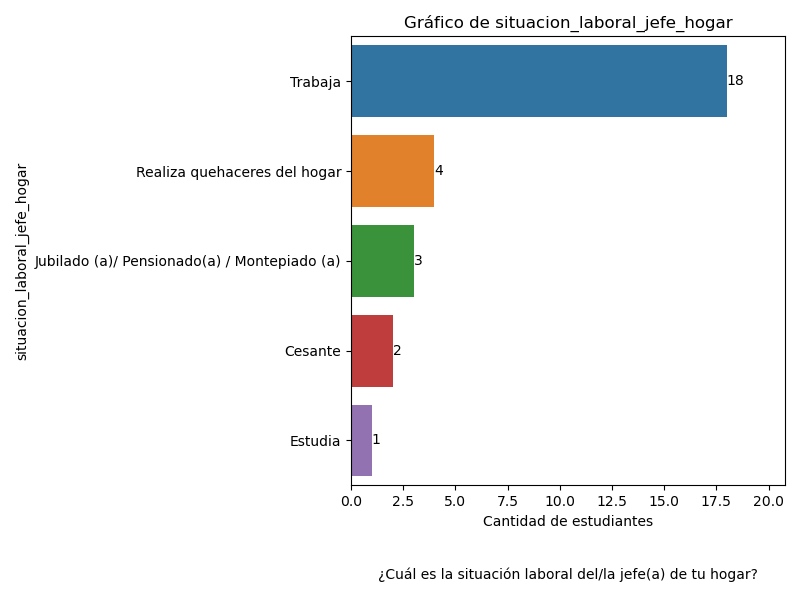 Gráfico de situacion_laboral_jefe_hogar
situacion_laboral_jefe_hogar
Trabaja
18
Realiza quehaceres del hogar
4
Jubilado (a)/ Pensionado(a) / Montepiado (a)
3
Cesante
2
Estudia
1
0.0 2.5 5.0 7.5 10.0 12.5 15.0 17.5 20.0
Cantidad de estudiantes
¿Cuál es la situación laboral del/la jefe(a) de tu hogar?